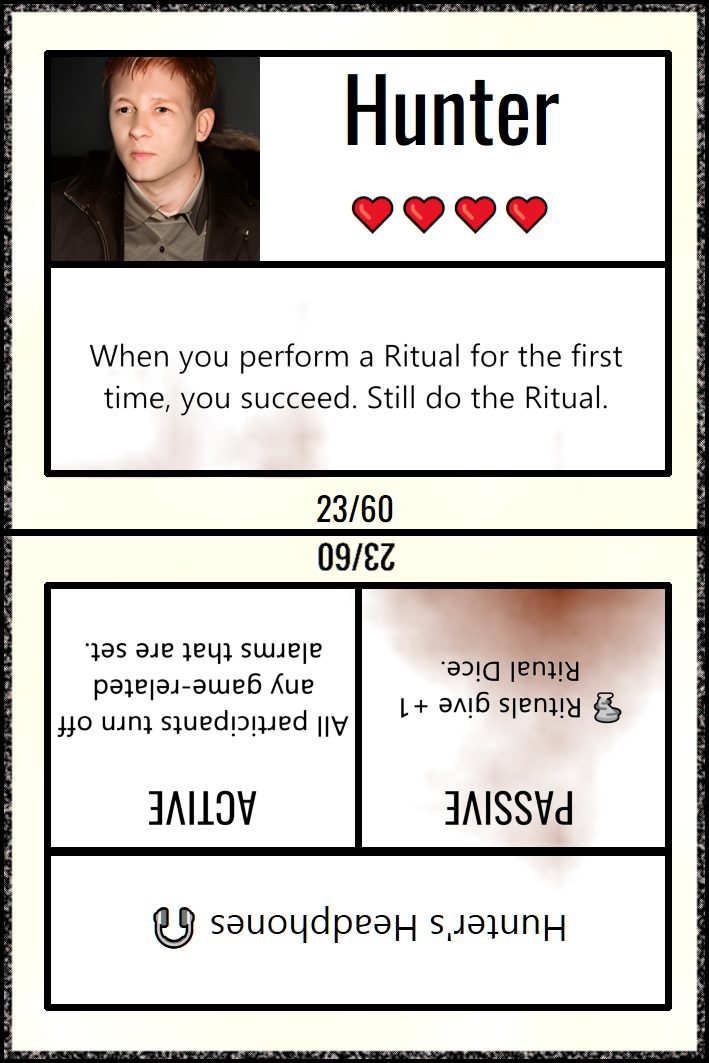 Hunter
When you perform a Ritual for the first
time, you succeed. Still do the Ritual.
23/60
23/60
Hunter's Headphones
PASSIVE
Rituals give +1
Ritual Dice.
ACTIVE
All participants turn off
any game-related
alarms that are set.